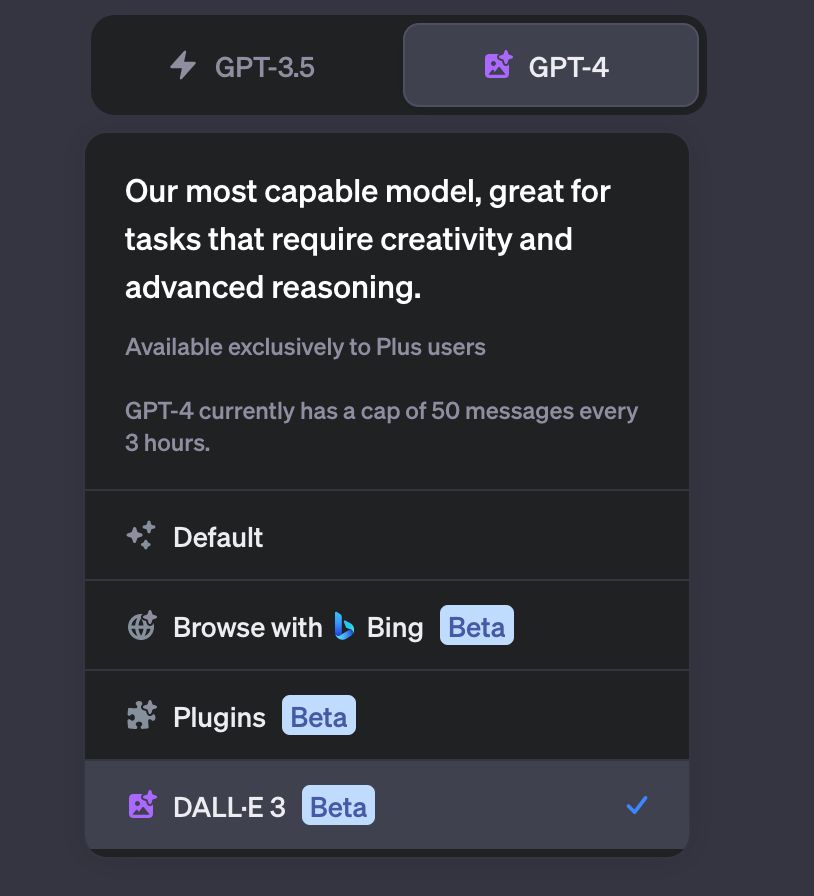 GPT-3.5
GPT-4
Our most capable model, great for
tasks that require creativity and
advanced reasoning.
Available exclusively to Plus users
GPT-4 currently has a cap of 50 messages every
3 hours.
Default
Browse with Bing Beta
Plugins Beta
DALL·E 3 Beta